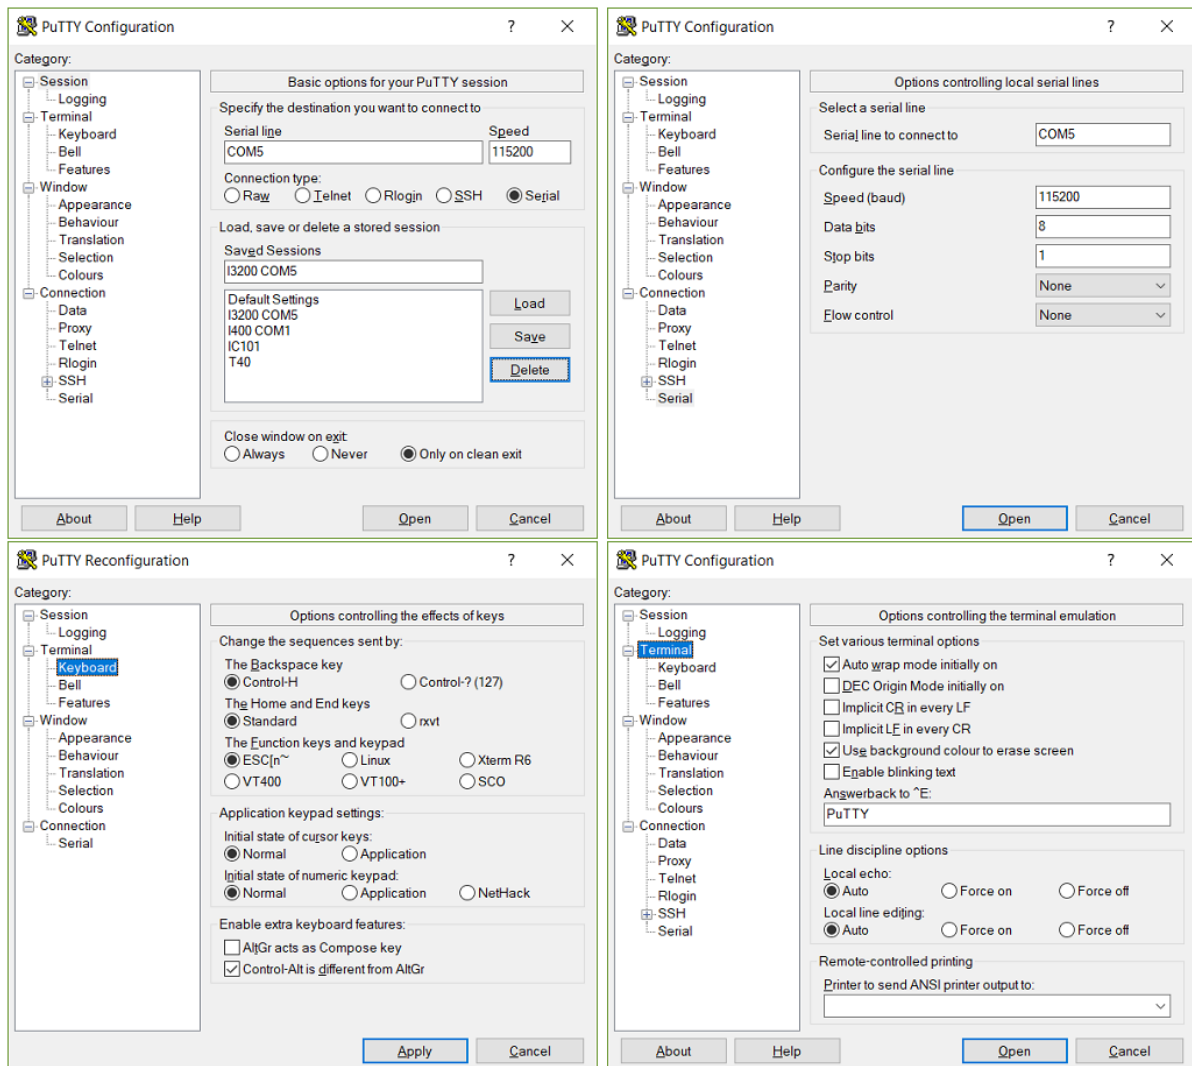 PuTTY Configuration ? ×
Category:
Session
Logging
Terminal
Keyboard
Bell
Features
Window
Appearance
Behaviour
Translation
Selection
Colours
Connection
Data
Proxy
Telnet
Rlogin
SSH
Serial
Basic options for your PuTTY session
Specify the destination you want to connect to
Serial line Speed
COM5 115200
Connection type:
Raw Telnet Rlogin SSH Serial
Load, save or delete a stored session
Saved Sessions
I3200 COM5
Default Settings
I3200 COM5
I400 COM1
IC101
T40
Load
Save
Delete
Close window on exit:
Always Never Only on clean exit
About Help Open Cancel
PuTTY Configuration ? ×
Category:
Session
Logging
Terminal
Keyboard
Bell
Features
Window
Appearance
Behaviour
Translation
Selection
Colours
Connection
Data
Proxy
Telnet
Rlogin
SSH
Serial
Options controlling local serial lines
Select a serial line
Serial line to connect to COM5
Configure the serial line
Speed (baud) 115200
Data bits 8
Stop bits 1
Parity None
Flow control None
About Help Open Cancel
PuTTY Reconfiguration ? ×
Category:
Session
Logging
Terminal
Keyboard
Bell
Features
Window
Appearance
Behaviour
Translation
Selection
Colours
Connection
Serial
Options controlling the effects of keys
Change the sequences sent by:
The Backspace key
Control-H Control-? (127)
The Home and End keys
Standard rxvt
The Function keys and keypad
ESC[n~ Linux Xterm R6
VT400 VT100+ SCO
Application keypad settings:
Initial state of cursor keys:
Normal Application
Initial state of numeric keypad:
Normal Application NetHack
Enable extra keyboard features:
AltGr acts as Compose key
Control-Alt is different from AltGr
Apply Cancel
PuTTY Configuration ? ×
Category:
Session
Logging
Terminal
Keyboard
Bell
Features
Window
Appearance
Behaviour
Translation
Selection
Colours
Connection
Data
Proxy
Telnet
Rlogin
SSH
Serial
Options controlling the terminal emulation
Set various terminal options
Auto wrap mode initially on
DEC Origin Mode initially on
Implicit CR in every LF
Implicit LF in every CR
Use background colour to erase screen
Enable blinking text
Answerback to ^E:
PuTTY
Line discipline options
Local echo:
Auto Force on Force off
Local line editing:
Auto Force on Force off
Remote-controlled printing
Printer to send ANSI printer output to:
About Help Open Cancel